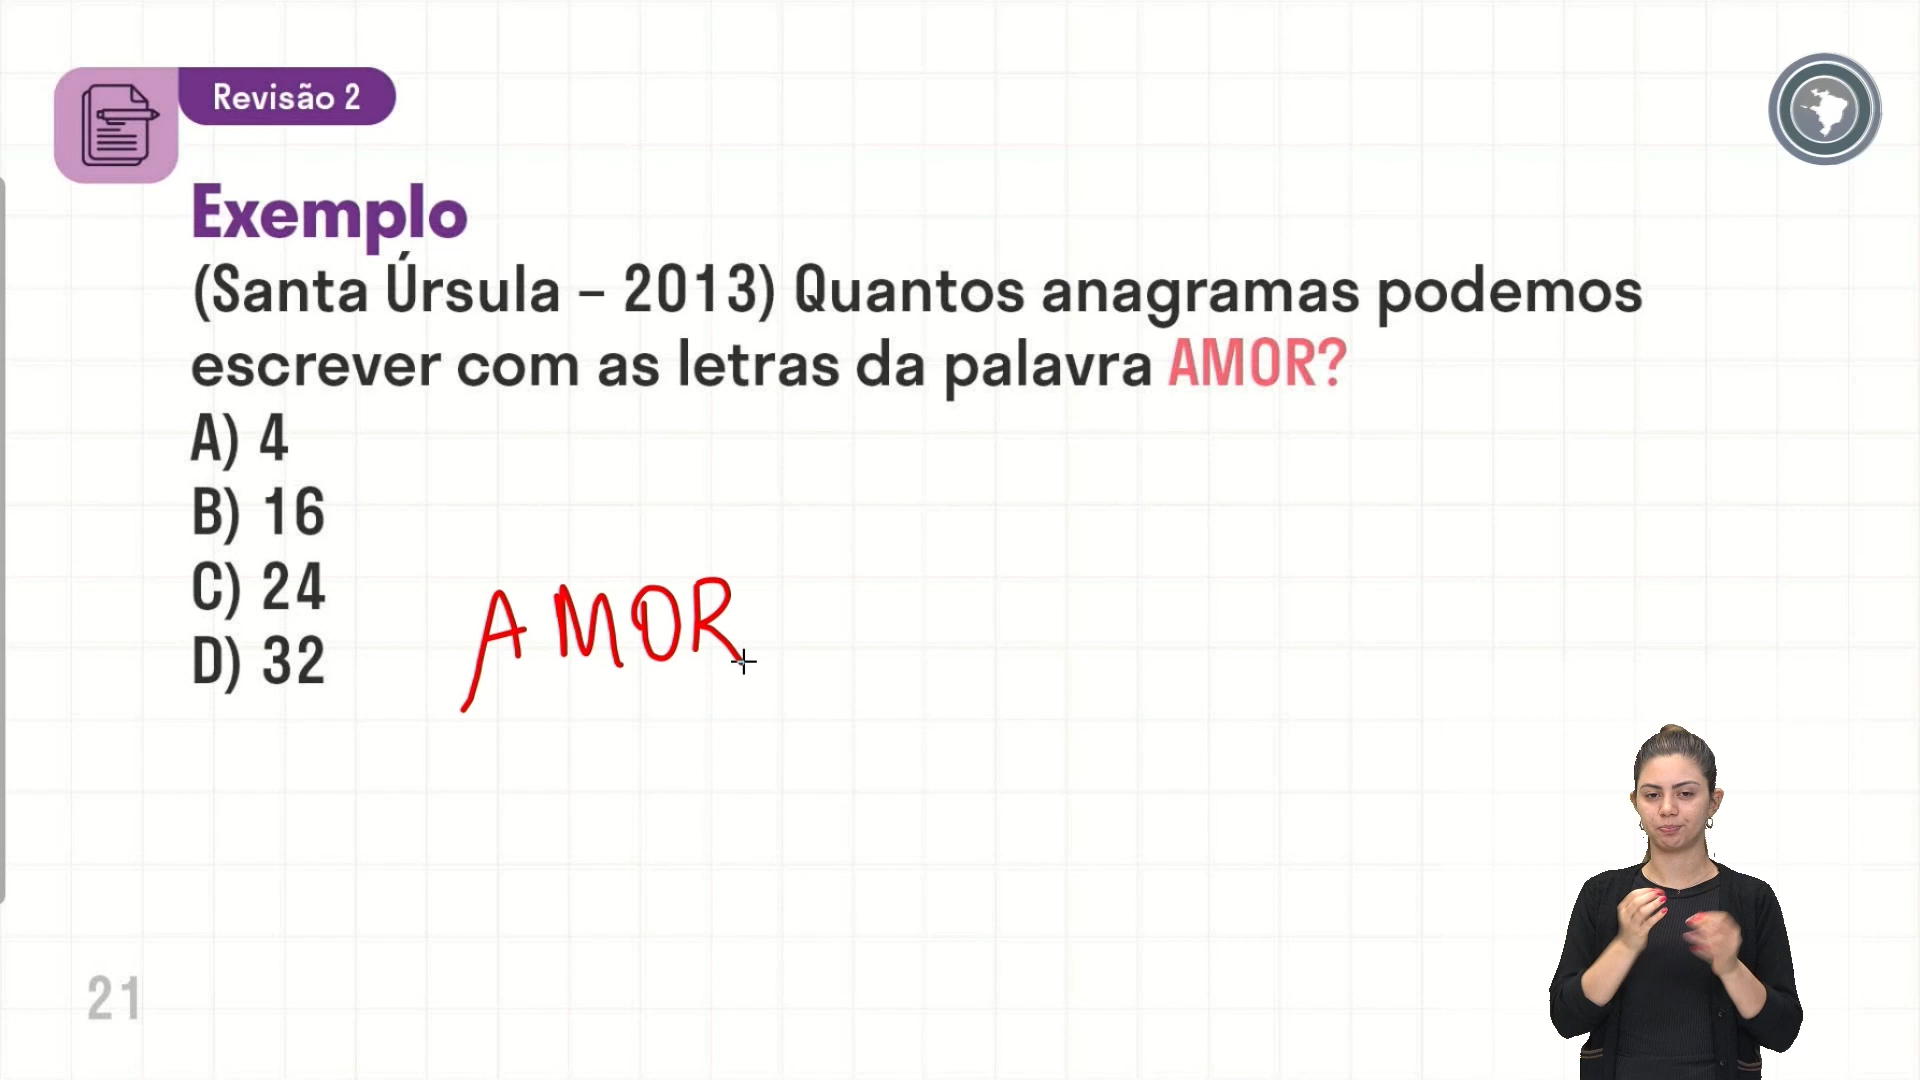 Revisão 2
Exemplo
(Santa Úrsula – 2013) Quantos anagramas podemos
escrever com as letras da palavra AMOR?
A) 4
B) 16
C) 24
D) 32
AMOR
21